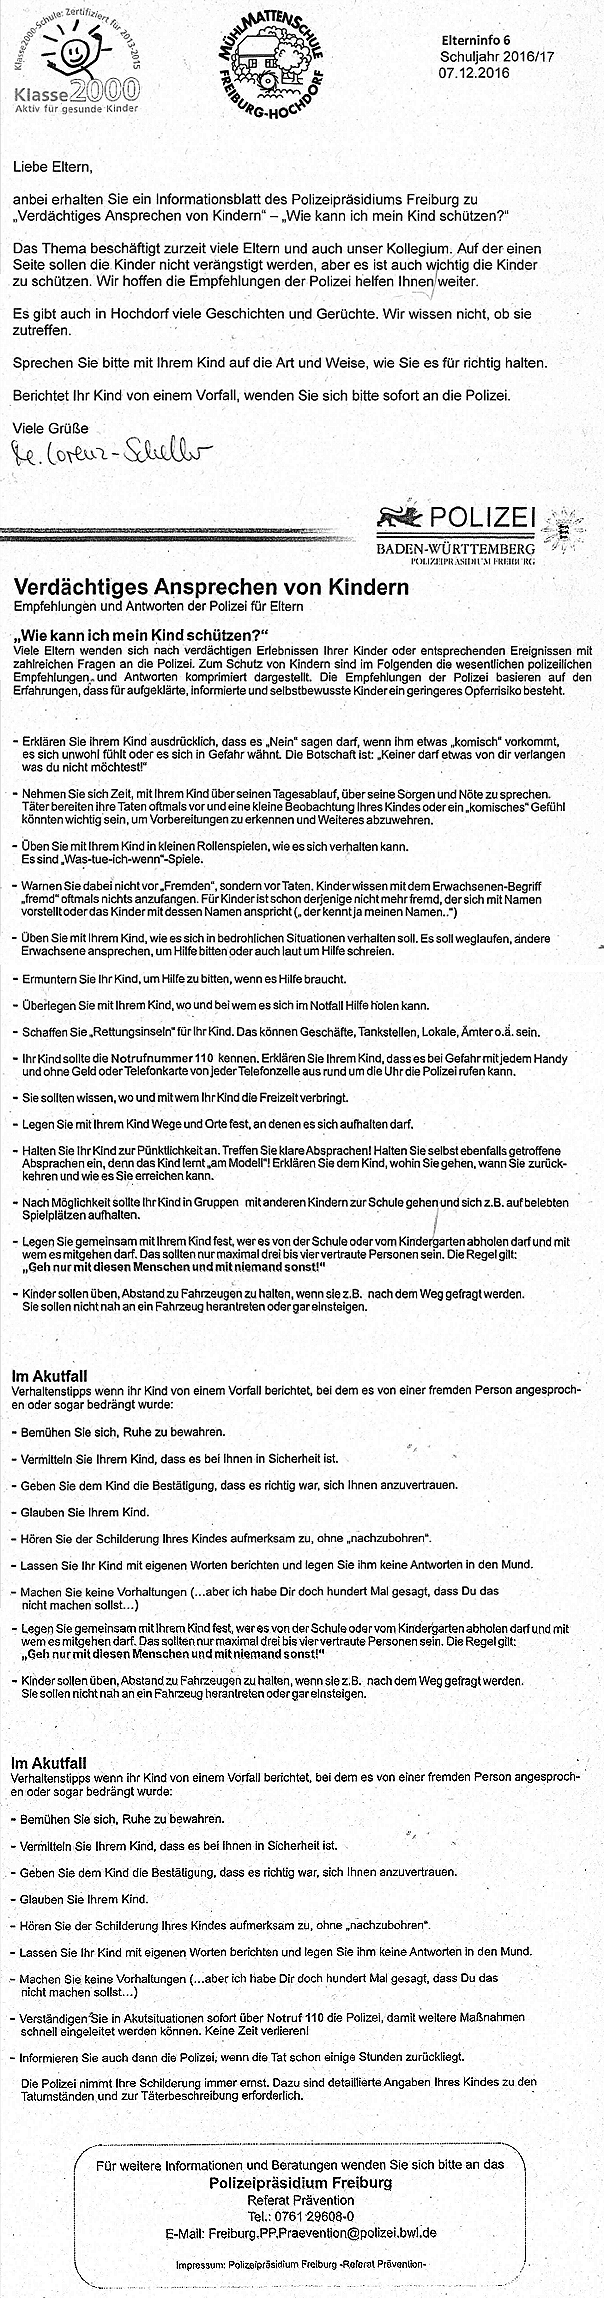 Klasse2000-Schule: Zertifiziert für 2013-2015
Klasse2000
Aktiv für gesunde Kinder
MÜHLMATTENSCHULE
FREIBURG-HOCHDORF
Elterninfo 6
Schuljahr 2016/17
07.12.2016
Liebe Eltern,
anbei erhalten Sie ein Informationsblatt des Polizeipräsidiums Freiburg zu
„Verdächtiges Ansprechen von Kindern“ – „Wie kann ich mein Kind schützen?“
Das Thema beschäftigt zurzeit viele Eltern und auch unser Kollegium. Auf der einen
Seite sollen die Kinder nicht verängstigt werden, aber es ist auch wichtig die Kinder
zu schützen. Wir hoffen die Empfehlungen der Polizei helfen Ihnen weiter.
Es gibt auch in Hochdorf viele Geschichten und Gerüchte. Wir wissen nicht, ob sie
zutreffen.
Sprechen Sie bitte mit Ihrem Kind auf die Art und Weise, wie Sie es für richtig halten.
Berichtet Ihr Kind von einem Vorfall, wenden Sie sich bitte sofort an die Polizei.
Viele Grüße
POLIZEI
BADEN-WÜRTTEMBERG
POLIZEIPRÄSIDIUM FREIBURG
Verdächtiges Ansprechen von Kindern
Empfehlungen und Antworten der Polizei für Eltern
„Wie kann ich mein Kind schützen?“
Viele Eltern wenden sich nach verdächtigen Erlebnissen Ihrer Kinder oder entsprechenden Ereignissen mit
zahlreichen Fragen an die Polizei. Zum Schutz von Kindern sind im Folgenden die wesentlichen polizeilichen
Empfehlungen und Antworten komprimiert dargestellt. Die Empfehlungen der Polizei basieren auf den
Erfahrungen, dass für aufgeklärte, informierte und selbstbewusste Kinder ein geringeres Opferrisiko besteht.
- Erklären Sie ihrem Kind ausdrücklich, dass es „Nein“ sagen darf, wenn ihm etwas „komisch“ vorkommt,
es sich unwohl fühlt oder es sich in Gefahr wähnt. Die Botschaft ist: „Keiner darf etwas von dir verlangen
was du nicht möchtest!“
- Nehmen Sie sich Zeit, mit Ihrem Kind über seinen Tagesablauf, über seine Sorgen und Nöte zu sprechen.
Täter bereiten ihre Taten oftmals vor und eine kleine Beobachtung Ihres Kindes oder ein „komisches“ Gefühl
könnten wichtig sein, um Vorbereitungen zu erkennen und Weiteres abzuwehren.
- Üben Sie mit Ihrem Kind in kleinen Rollenspielen, wie es sich verhalten kann.
Es sind „Was-tue-ich-wenn“-Spiele.
- Warnen Sie dabei nicht vor „Fremden“, sondern vor Taten. Kinder wissen mit dem Erwachsenen-Begriff
„fremd“ oftmals nichts anzufangen. Für Kinder ist schon derjenige nicht mehr fremd, der sich mit Namen
vorstellt oder das Kinder mit dessen Namen anspricht („ der kennt ja meinen Namen..“)
- Üben Sie mit Ihrem Kind, wie es sich in bedrohlichen Situationen verhalten soll. Es soll weglaufen, andere
Erwachsene ansprechen, um Hilfe bitten oder auch laut um Hilfe schreien.
- Ermuntern Sie Ihr Kind, um Hilfe zu bitten, wenn es Hilfe braucht.
- Überlegen Sie mit Ihrem Kind, wo und bei wem es sich im Notfall Hilfe holen kann.
- Schaffen Sie „Rettungsinseln“ für Ihr Kind. Das können Geschäfte, Tankstellen, Lokale, Ämter o.ä. sein.
- Ihr Kind sollte die Notrufnummer 110 kennen. Erklären Sie Ihrem Kind, dass es bei Gefahr mit jedem Handy
und ohne Geld oder Telefonkarte von jeder Telefonzelle aus rund um die Uhr die Polizei rufen kann.
- Sie sollten wissen, wo und mit wem Ihr Kind die Freizeit verbringt.
- Legen Sie mit Ihrem Kind Wege und Orte fest, an denen es sich aufhalten darf.
- Halten Sie Ihr Kind zur Pünktlichkeit an. Treffen Sie klare Absprachen! Halten Sie selbst ebenfalls getroffene
Absprachen ein, denn das Kind lernt „am Modell“! Erklären Sie dem Kind, wohin Sie gehen, wann Sie zurück-
kehren und wie es Sie erreichen kann.
- Nach Möglichkeit sollte Ihr Kind in Gruppen mit anderen Kindern zur Schule gehen und sich z.B. auf belebten
Spielplätzen aufhalten.
- Legen Sie gemeinsam mit Ihrem Kind fest, wer es von der Schule oder vom Kindergarten abholen darf und mit
wem es mitgehen darf. Das sollten nur maximal drei bis vier vertraute Personen sein. Die Regel gilt:
„Geh nur mit diesen Menschen und mit niemand sonst!“
- Kinder sollen üben, Abstand zu Fahrzeugen zu halten, wenn sie z.B. nach dem Weg gefragt werden.
Sie sollen nicht nah an ein Fahrzeug herantreten oder gar einsteigen.
Im Akutfall
Verhaltenstipps wenn ihr Kind von einem Vorfall berichtet, bei dem es von einer fremden Person angesproch-
en oder sogar bedrängt wurde:
- Bemühen Sie sich, Ruhe zu bewahren.
- Vermitteln Sie Ihrem Kind, dass es bei Ihnen in Sicherheit ist.
- Geben Sie dem Kind die Bestätigung, dass es richtig war, sich Ihnen anzuvertrauen.
- Glauben Sie Ihrem Kind.
- Hören Sie der Schilderung Ihres Kindes aufmerksam zu, ohne „nachzubohren“.
- Lassen Sie Ihr Kind mit eigenen Worten berichten und legen Sie ihm keine Antworten in den Mund.
- Machen Sie keine Vorhaltungen (...aber ich habe Dir doch hundert Mal gesagt, dass Du das
nicht machen sollst...)
- Legen Sie gemeinsam mit Ihrem Kind fest, wer es von der Schule oder vom Kindergarten abholen darf und mit
wem es mitgehen darf. Das sollten nur maximal drei bis vier vertraute Personen sein. Die Regel gilt:
„Geh nur mit diesen Menschen und mit niemand sonst!“
- Kinder sollen üben, Abstand zu Fahrzeugen zu halten, wenn sie z.B. nach dem Weg gefragt werden.
Sie sollen nicht nah an ein Fahrzeug herantreten oder gar einsteigen.
Im Akutfall
Verhaltenstipps wenn ihr Kind von einem Vorfall berichtet, bei dem es von einer fremden Person angesproch-
en oder sogar bedrängt wurde:
- Bemühen Sie sich, Ruhe zu bewahren.
- Vermitteln Sie Ihrem Kind, dass es bei Ihnen in Sicherheit ist.
- Geben Sie dem Kind die Bestätigung, dass es richtig war, sich Ihnen anzuvertrauen.
- Glauben Sie Ihrem Kind.
- Hören Sie der Schilderung Ihres Kindes aufmerksam zu, ohne „nachzubohren“.
- Lassen Sie Ihr Kind mit eigenen Worten berichten und legen Sie ihm keine Antworten in den Mund.
- Machen Sie keine Vorhaltungen (...aber ich habe Dir doch hundert Mal gesagt, dass Du das
nicht machen sollst...)
- Verständigen Sie in Akutsituationen sofort über Notruf 110 die Polizei, damit weitere Maßnahmen
schnell eingeleitet werden können. Keine Zeit verlieren!
- Informieren Sie auch dann die Polizei, wenn die Tat schon einige Stunden zurückliegt.
Die Polizei nimmt Ihre Schilderung immer ernst. Dazu sind detaillierte Angaben Ihres Kindes zu den
Tatumständen und zur Täterbeschreibung erforderlich.
Für weitere Informationen und Beratungen wenden Sie sich bitte an das
Polizeipräsidium Freiburg
Referat Prävention
Tel.: 0761 29608-0
E-Mail: Freiburg.PP.Praevention@polizei.bwl.de
Impressum: Polizeipräsidium Freiburg -Referat Prävention-